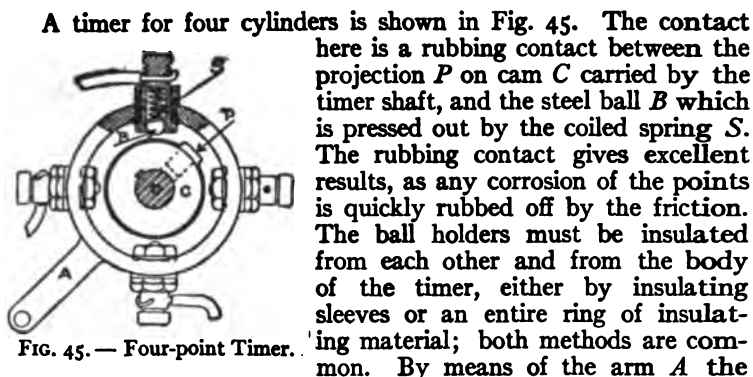 A timer for four cylinders is shown in Fig. 45. The contact
here is a rubbing contact between the
projection P on cam C carried by the
timer shaft, and the steel ball B which
is pressed out by the coiled spring S.
The rubbing contact gives excellent
results, as any corrosion of the points
is quickly rubbed off by the friction.
The ball holders must be insulated
from each other and from the body
of the timer, either by insulating
sleeves or an entire ring of insulat-
ing material; both methods are com-
mon. By means of the arm A the
S
P
B
C
A
FIG. 45.— Four-point Timer.